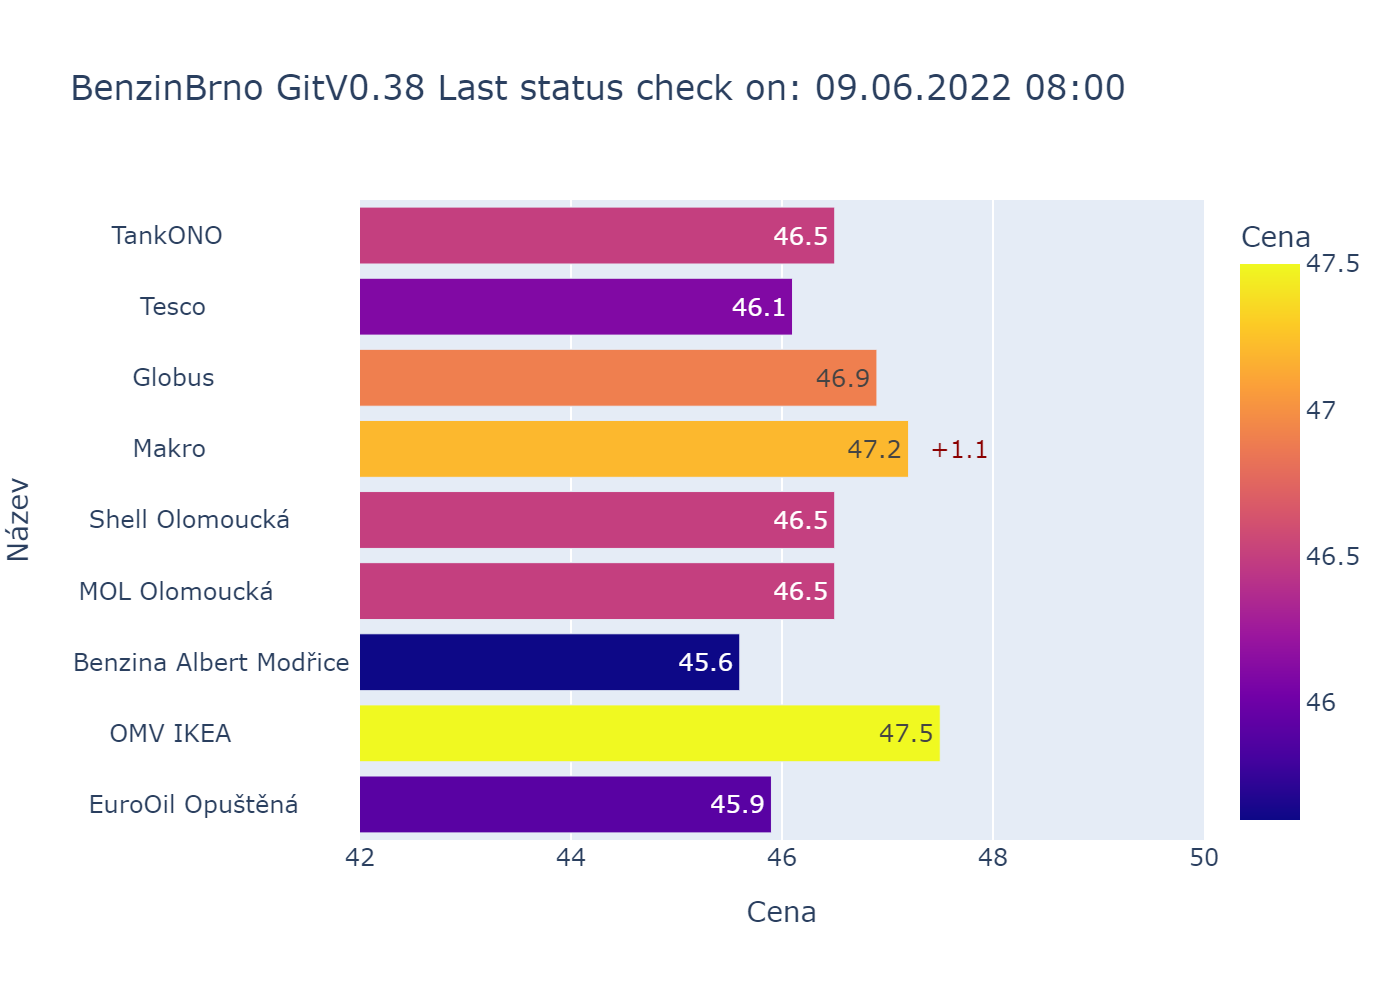 BenzinBrno GitV0.38 Last status check on: 09.06.2022 08:00
Název
TankONO 46.5
Tesco 46.1
Globus 46.9
Makro 47.2 +1.1
Shell Olomoucká 46.5
MOL Olomoucká 46.5
Benzina Albert Modřice 45.6
OMV IKEA 47.5
EuroOil Opuštěná 45.9
42 44 46 48 50
Cena
Cena
47.5
47
46.5
46